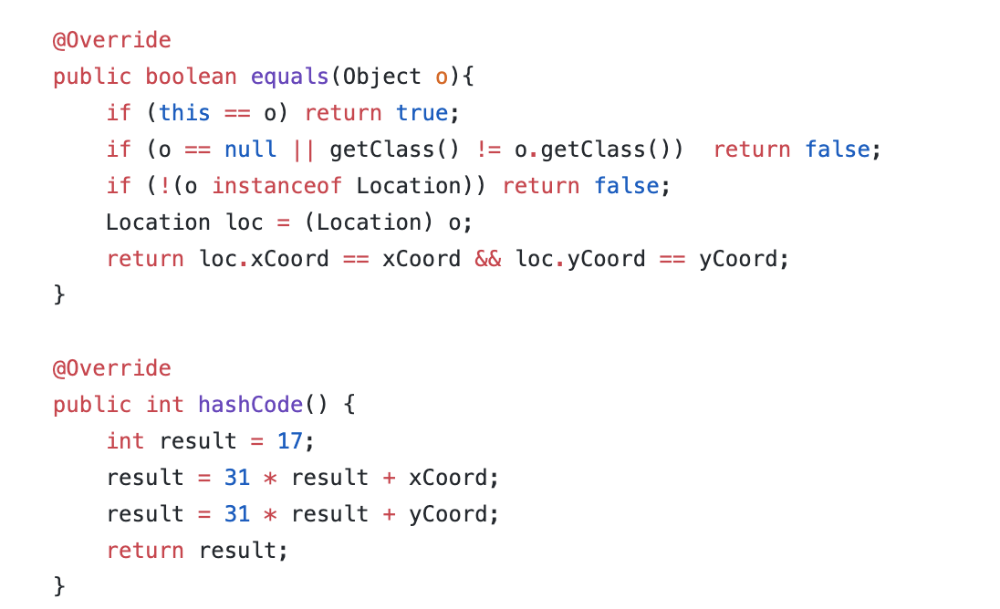 @Override
public boolean equals(Object o){
    if (this == o) return true;
    if (o == null || getClass() != o.getClass())  return false;
    if (!(o instanceof Location)) return false;
    Location loc = (Location) o;
    return loc.xCoord == xCoord && loc.yCoord == yCoord;
}

@Override
public int hashCode() {
    int result = 17;
    result = 31 * result + xCoord;
    result = 31 * result + yCoord;
    return result;
}